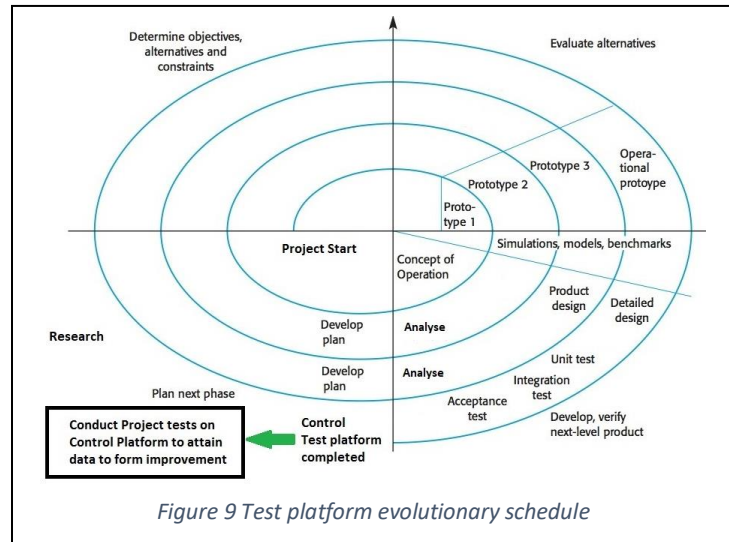 Determine objectives,
alternatives and
constraints
Evaluate alternatives
Opera-
tional
protoype
Prototype 3
Prototype 2
Proto-
type 1
Project Start
Simulations, models, benchmarks
Concept of
Operation
Product
design
Detailed
design
Develop
plan
Analyse
Research
Unit test
Develop
plan
Analyse
Integration
test
Plan next phase
Acceptance
test
Develop, verify
next-level product
Control
Test platform
completed
Conduct Project tests on
Control Platform to attain
data to form improvement
Figure 9 Test platform evolutionary schedule